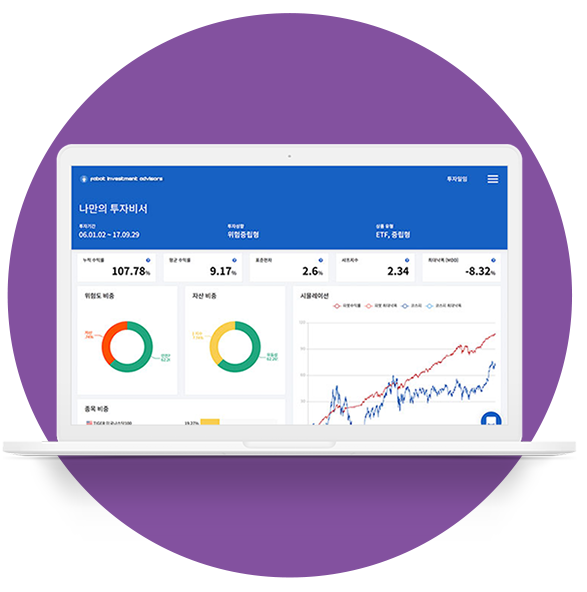 yabot investment advisors
투자일임
나만의 투자비서
투자기간
06.01.02 ~ 17.09.29
투자성향
위험중립형
상품 유형
ETF, 중립형
누적 수익률
107.78%
평균 수익률
9.17%
표준편차
2.6%
샤프지수
2.34
최대낙폭 (MDD)
-8.32%
위험도 비중
자산 비중
시뮬레이션
종목 비중
19.37%